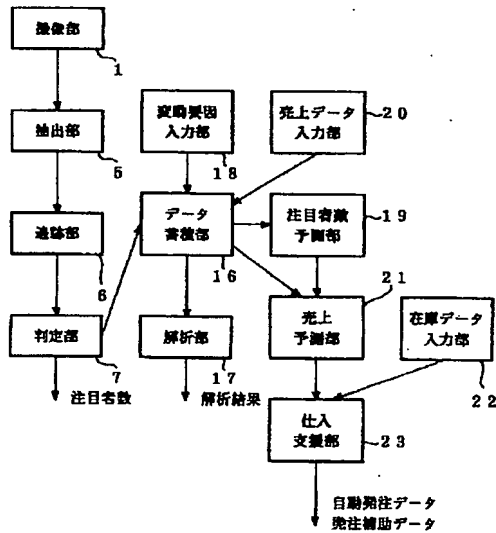 撮像部
1
抽出部
5
追跡部
6
判定部
7
注目者数
変動要因
入力部
18
売上データ
入力部
20
データ
蓄積部
16
注目者数
予測部
19
解析部
17
解析結果
売上
予測部
21
在庫データ
入力部
22
仕入
支援部
23
自動発注データ
発注補助データ